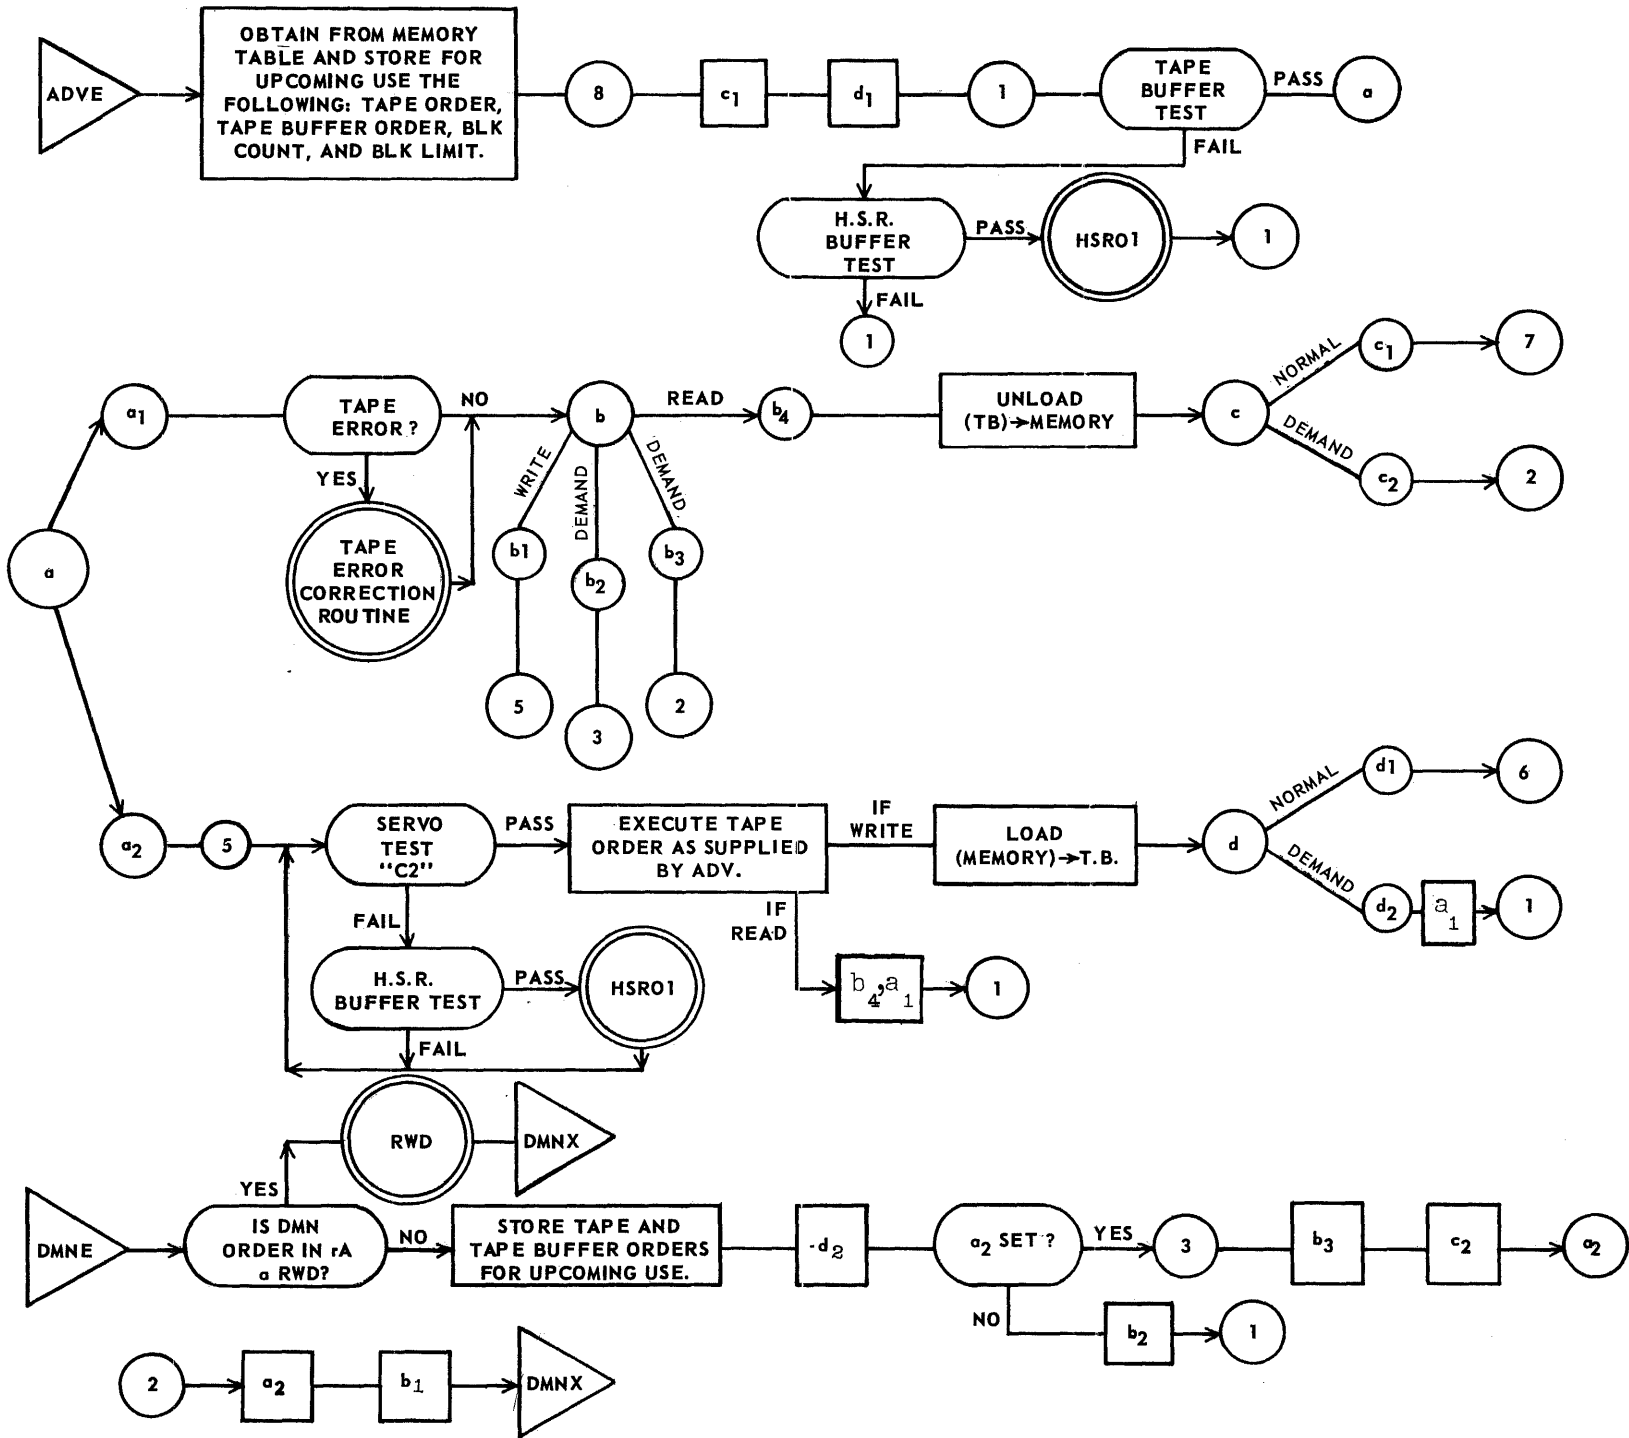 ADVE
OBTAIN FROM MEMORY
TABLE AND STORE FOR
UPCOMING USE THE
FOLLOWING: TAPE ORDER,
TAPE BUFFER ORDER, BLK
COUNT, AND BLK LIMIT.
8
c1
d1
1
TAPE
BUFFER
TEST
PASS
a
FAIL
H.S.R.
BUFFER
TEST
PASS
HSR01
1
FAIL
1
a
a1
TAPE
ERROR ?
NO
YES
TAPE
ERROR
CORRECTION
ROUTINE
b
READ
b4
WRITE
DEMAND
DEMAND
b1
b2
b3
5
3
2
UNLOAD
(TB)→MEMORY
c
NORMAL
c1
7
DEMAND
c2
2
a2
5
SERVO
TEST
"C2"
PASS
EXECUTE TAPE
ORDER AS SUPPLIED
BY ADV.
IF
WRITE
LOAD
(MEMORY)→T.B.
d
NORMAL
d1
6
DEMAND
d2
a1
1
FAIL
H.S.R.
BUFFER TEST
PASS
HSR01
FAIL
IF
READ
b4,a1
1
RWD
DMNX
YES
DMNE
IS DMN
ORDER IN rA
a RWD?
NO
STORE TAPE AND
TAPE BUFFER ORDERS
FOR UPCOMING USE.
d2
a2 SET ?
YES
3
b3
c2
a2
NO
b2
1
2
a2
b1
DMNX